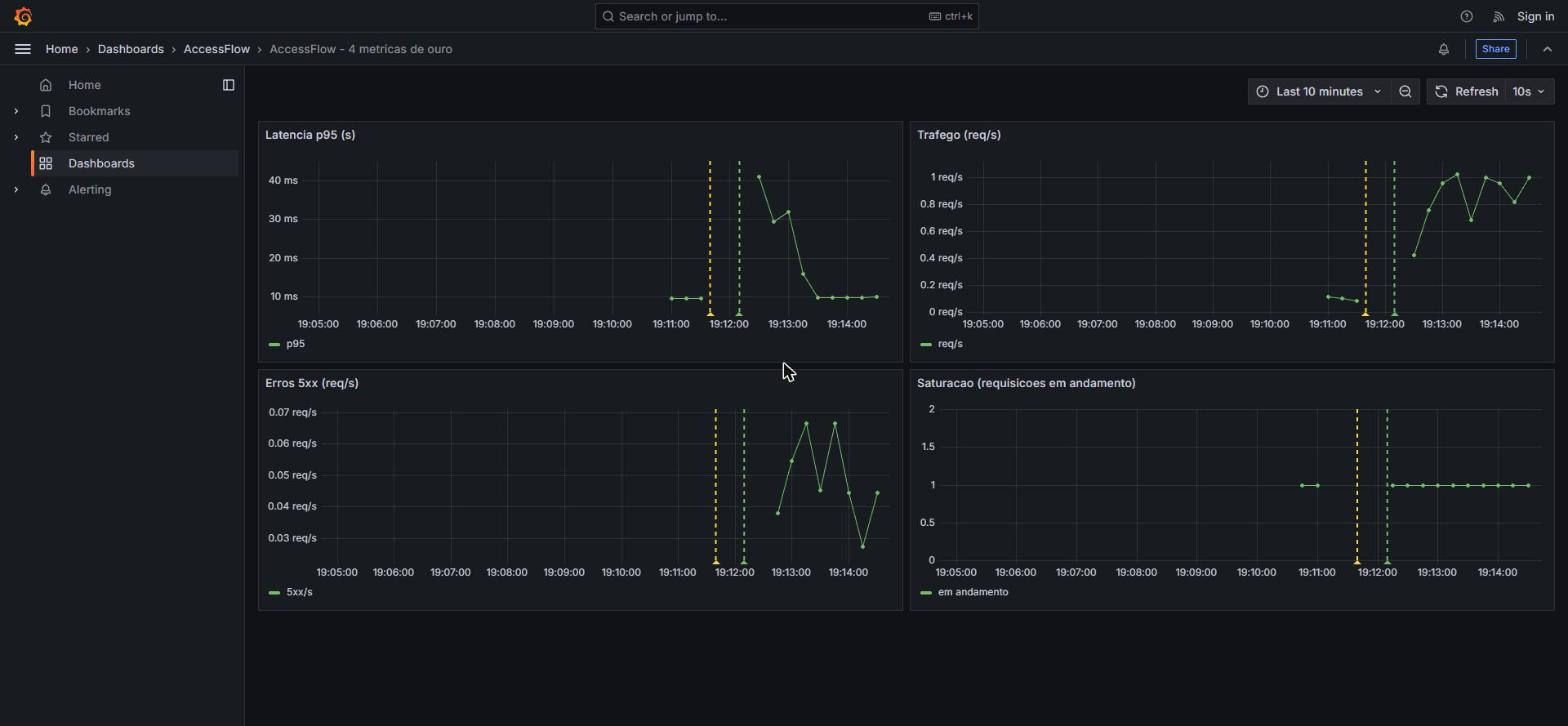 Search or jump to... ctrl+k Sign in
Home › Dashboards › AccessFlow › AccessFlow - 4 metricas de ouro Share
Home
Bookmarks
Starred
Dashboards
Alerting
Last 10 minutes Refresh 10s
Latencia p95 (s)
40 ms
30 ms
20 ms
10 ms
19:05:00 19:06:00 19:07:00 19:08:00 19:09:00 19:10:00 19:11:00 19:12:00 19:13:00 19:14:00
p95
Trafego (req/s)
1 req/s
0.8 req/s
0.6 req/s
0.4 req/s
0.2 req/s
0 req/s
19:05:00 19:06:00 19:07:00 19:08:00 19:09:00 19:10:00 19:11:00 19:12:00 19:13:00 19:14:00
req/s
Erros 5xx (req/s)
0.07 req/s
0.06 req/s
0.05 req/s
0.04 req/s
0.03 req/s
19:05:00 19:06:00 19:07:00 19:08:00 19:09:00 19:10:00 19:11:00 19:12:00 19:13:00 19:14:00
5xx/s
Saturacao (requisicoes em andamento)
2
1.5
1
0.5
0
19:05:00 19:06:00 19:07:00 19:08:00 19:09:00 19:10:00 19:11:00 19:12:00 19:13:00 19:14:00
em andamento